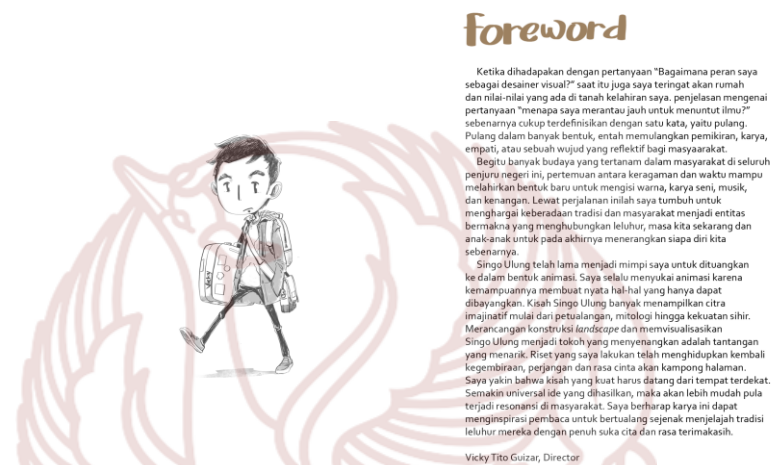 foreword
Ketika dihadapakan dengan pertanyaan “Bagaimana peran saya
sebagai desainer visual?” saat itu juga saya teringat akan rumah
dan nilai-nilai yang ada di tanah kelahiran saya. penjelasan mengenai
pertanyaan “menapa saya merantau jauh untuk menuntut ilmu?”
sebenarnya cukup terdefinisikan dengan satu kata, yaitu pulang.
Pulang dalam banyak bentuk, entah memulangkan pemikiran, karya,
empati, atau sebuah wujud yang reflektif bagi masyaarakat.
Begitu banyak budaya yang tertanam dalam masyarakat di seluruh
penjuru negeri ini, pertemuan antara keragaman dan waktu mampu
melahirkan bentuk baru untuk mengisi warna, karya seni, musik,
dan kenangan. Lewat perjalanan inilah saya tumbuh untuk
menghargai keberadaan tradisi dan masyarakat menjadi entitas
bermakna yang menghubungkan leluhur, masa kita sekarang dan
anak-anak untuk pada akhirnya menerangkan siapa diri kita
sebenarnya.
Singo Ulung telah lama menjadi mimpi saya untuk dituangkan
ke dalam bentuk animasi. Saya selalu menyukai animasi karena
kemampuannya membuat nyata hal-hal yang hanya dapat
dibayangkan. Kisah Singo Ulung banyak menampilkan citra
imajinatif mulai dari petualangan, mitologi hingga kekuatan sihir.
Merancangan konstruksi landscape dan memvisualisasikan
Singo Ulung menjadi tokoh yang menyenangkan adalah tantangan
yang menarik. Riset yang saya lakukan telah menghidupkan kembali
kegembiraan, perjangan dan rasa cinta akan kampong halaman.
Saya yakin bahwa kisah yang kuat harus datang dari tempat terdekat.
Semakin universal ide yang dihasilkan, maka akan lebih mudah pula
terjadi resonansi di masyarakat. Saya berharap karya ini dapat
menginspirasi pembaca untuk bertualang sejenak menjelajah tradisi
leluhur mereka dengan penuh suka cita dan rasa terimakasih.
Vicky Tito Guizar, Director